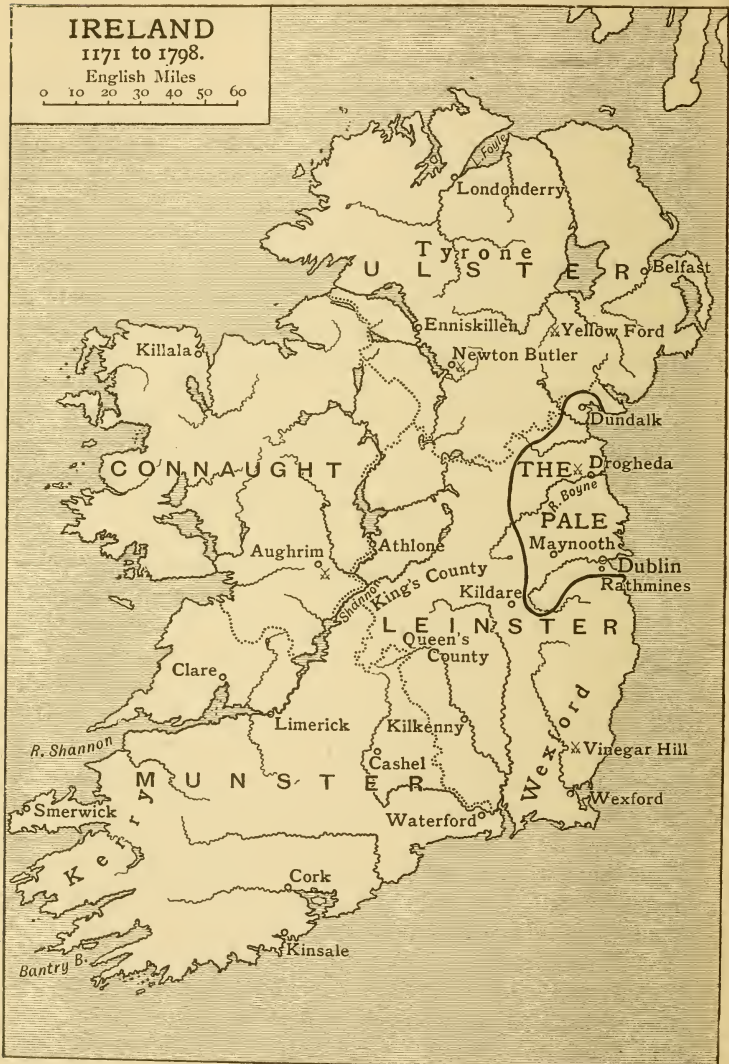 IRELAND
1171 to 1798.
English Miles
0 10 20 30 40 50 60
L. Foyle
Londonderry
Tyrone
ULSTER
Belfast
Enniskillen
Yellow Ford
Killala
Newton Butler
Dundalk
CONNAUGHT
THE
Drogheda
R. Boyne
PALE
Maynooth
Aughrim
Athlone
Dublin
Rathmines
King's County
Shannon
Kildare
LEINSTER
Queen's
County
Clare
Limerick
Kilkenny
R. Shannon
Wexford
Vinegar Hill
Cashel
MUNSTER
Wexford
Smerwick
Waterford
Kerry
Cork
Kinsale
Bantry B.